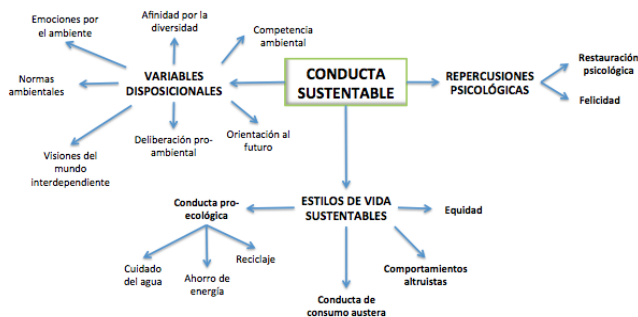 Emociones por
el ambiente
Afinidad por la
diversidad
Competencia
ambiental
Normas
ambientales
VARIABLES
DISPOSICIONALES
CONDUCTA
SUSTENTABLE
REPERCUSIONES
PSICOLÓGICAS
Restauración
psicológica
Felicidad
Visiones del
mundo
interdependiente
Deliberación pro-
ambiental
Orientación al
futuro
Conducta pro-
ecológica
ESTILOS DE VIDA
SUSTENTABLES
Equidad
Cuidado
del agua
Ahorro de
energía
Reciclaje
Conducta de
consumo austera
Comportamientos
altruistas